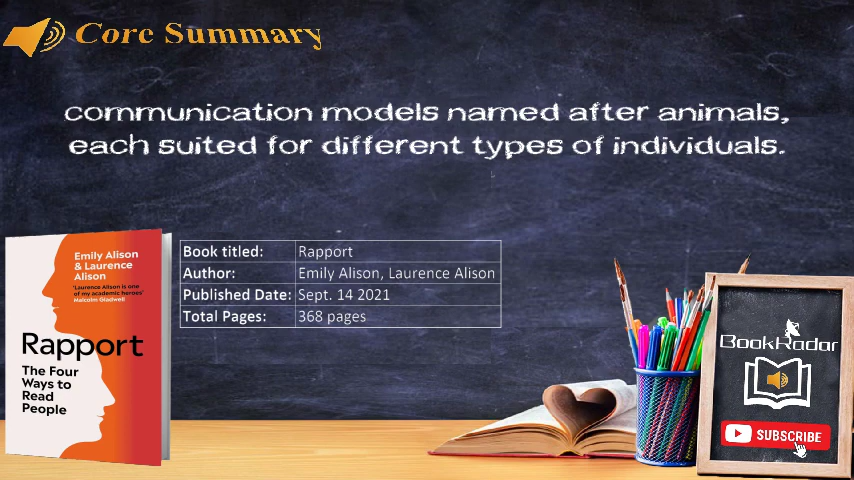 Core Summary
communication models named after animals,
each suited for different types of individuals.
Emily Alison
& Laurence
Alison
'Laurence Alison is one
of my academic heroes'
Malcolm Gladwell
Rapport
The Four
Ways to
Read
People
Book titled: Rapport
Author: Emily Alison, Laurence Alison
Published Date: Sept. 14 2021
Total Pages: 368 pages
BookRadar
SUBSCRIBE